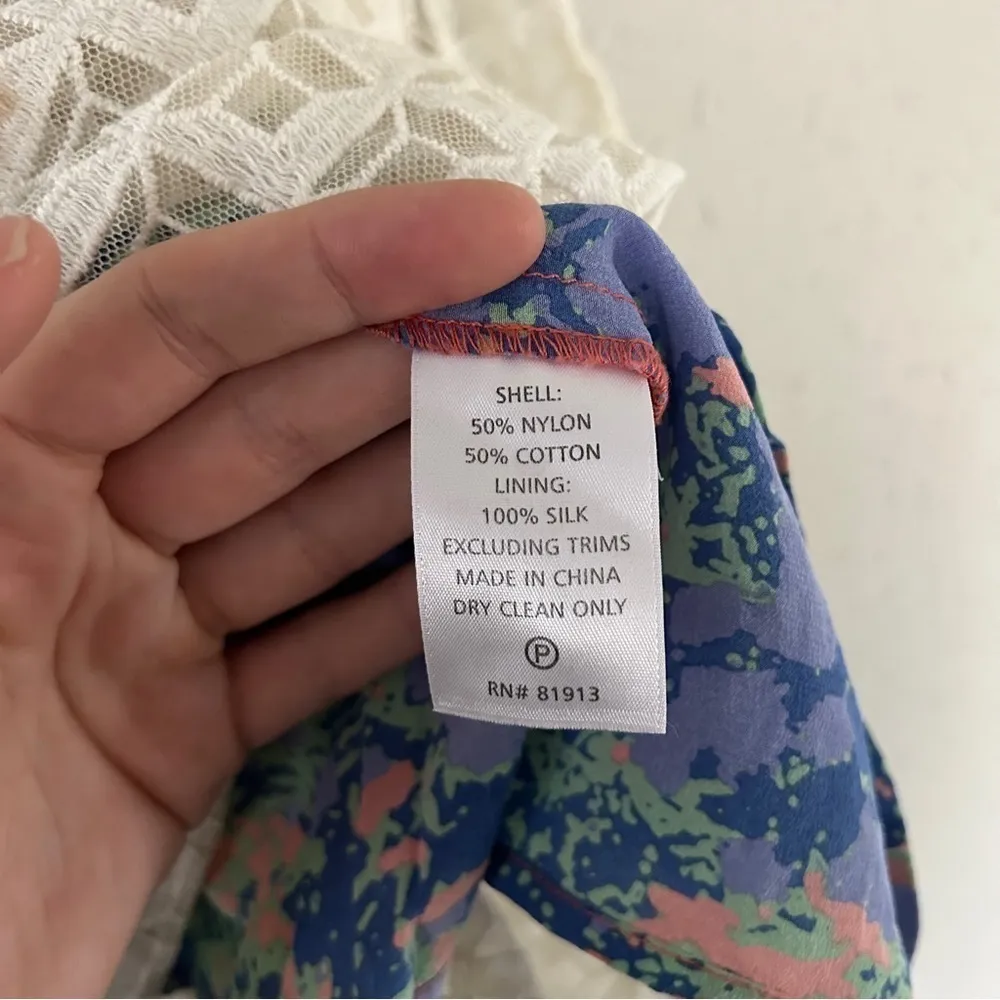 SHELL:
50% NYLON
50% COTTON
LINING:
100% SILK
EXCLUDING TRIMS
MADE IN CHINA
DRY CLEAN ONLY
P
RN# 81913